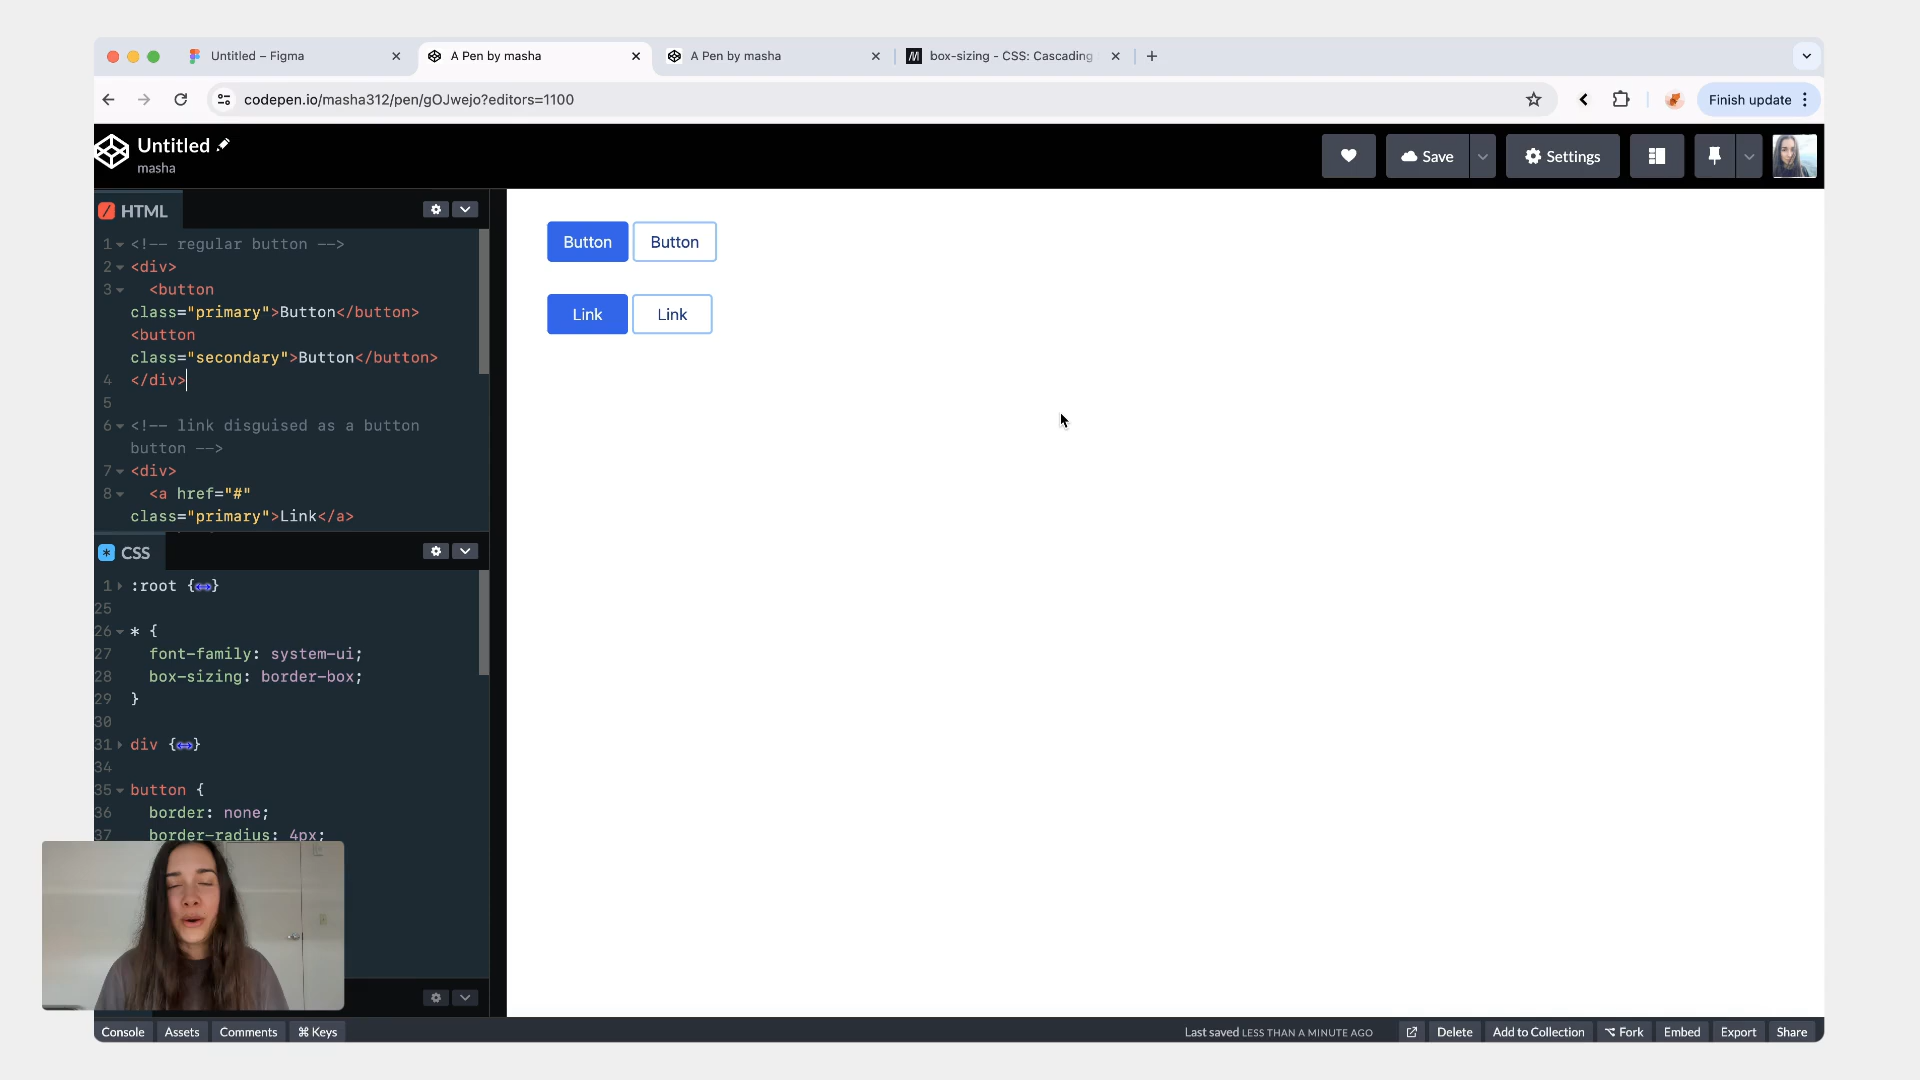 Untitled – Figma
A Pen by masha
A Pen by masha
box-sizing - CSS: Cascading
codepen.io/masha312/pen/gOJwejo?editors=1100
Finish update
Untitled
masha
Save
Settings
HTML
1 <!-- regular button -->
2 <div>
3 <button
class="primary">Button</button>
<button
class="secondary">Button</button>
4 </div>
5
6 <!-- link disguised as a button
button -->
7 <div>
8 <a href="#"
class="primary">Link</a>
CSS
1 :root {↔}
25
26 * {
27 font-family: system-ui;
28 box-sizing: border-box;
29 }
30
31 div {↔}
34
35 button {
36 border: none;
37 border-radius: 4px;
Button Button
Link Link
Console
Assets
Comments
⌘ Keys
Last saved LESS THAN A MINUTE AGO
Delete
Add to Collection
Fork
Embed
Export
Share